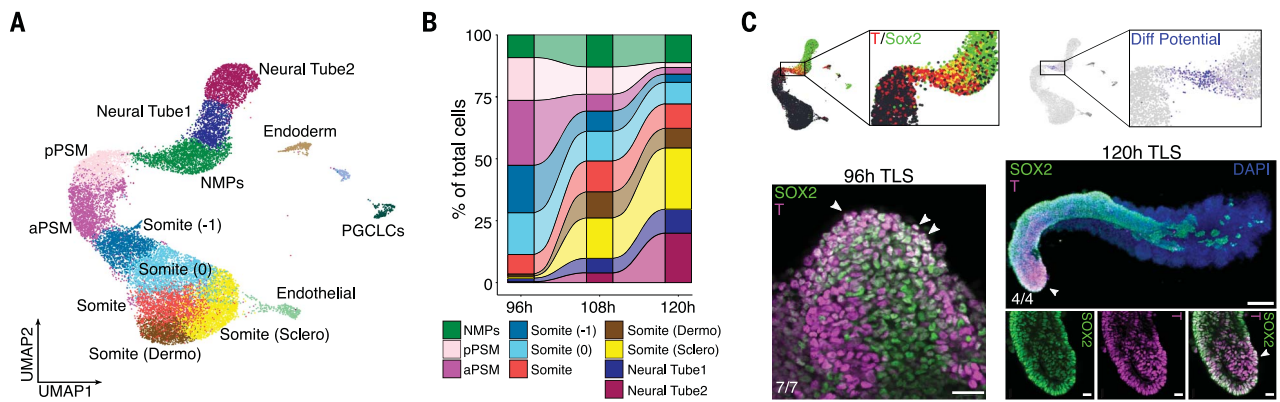 A
Neural Tube2
Neural Tube1
Endoderm
pPSM
NMPs
PGCLCs
aPSM
Somite (-1)
Somite (0)
Endothelial
Somite
Somite (Sclero)
Somite (Dermo)
UMAP2
UMAP1
B
% of total cells
100
75
50
25
0
96h 108h 120h
NMPs
pPSM
aPSM
Somite (-1)
Somite (0)
Somite
Somite (Dermo)
Somite (Sclero)
Neural Tube1
Neural Tube2
C
T/Sox2
Diff Potential
96h TLS
SOX2
T
7/7
120h TLS
SOX2
T
DAPI
4/4
SOX2
T
SOX2
T